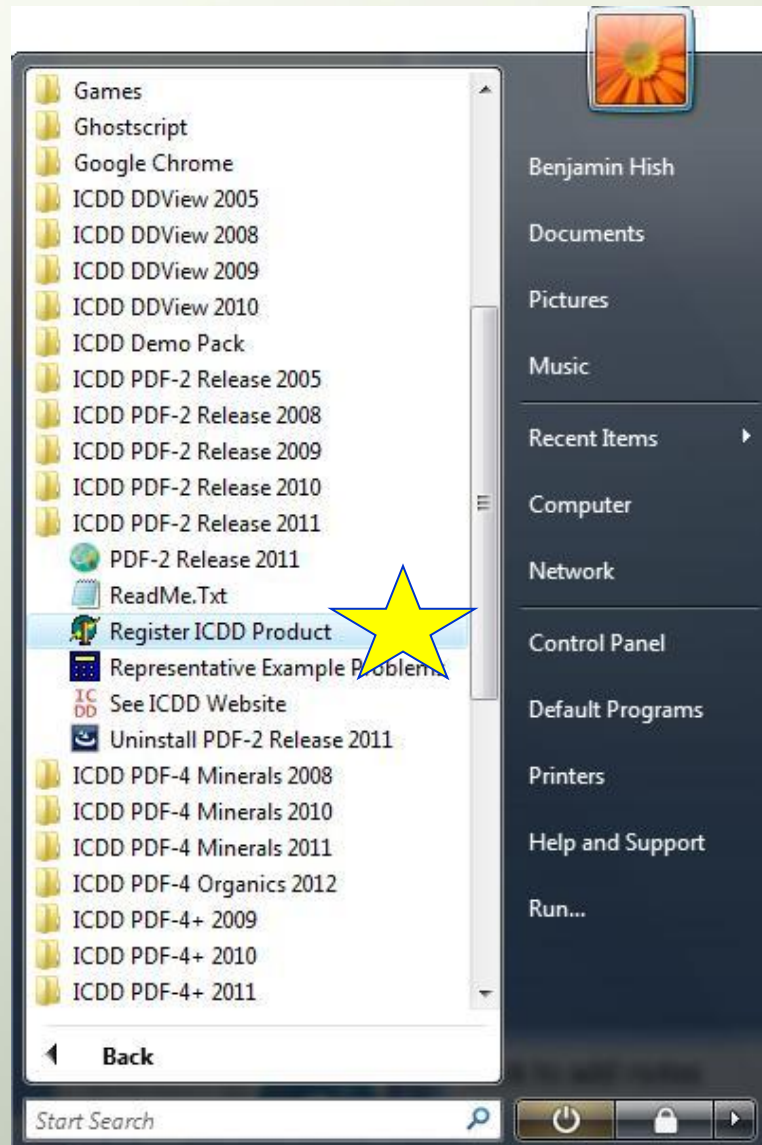 Games
Ghostscript
Google Chrome
ICDD DDView 2005
ICDD DDView 2008
ICDD DDView 2009
ICDD DDView 2010
ICDD Demo Pack
ICDD PDF-2 Release 2005
ICDD PDF-2 Release 2008
ICDD PDF-2 Release 2009
ICDD PDF-2 Release 2010
ICDD PDF-2 Release 2011
PDF-2 Release 2011
ReadMe.Txt
Register ICDD Product
Representative Example Problems
IC
DD
See ICDD Website
Uninstall PDF-2 Release 2011
ICDD PDF-4 Minerals 2008
ICDD PDF-4 Minerals 2010
ICDD PDF-4 Minerals 2011
ICDD PDF-4 Organics 2012
ICDD PDF-4+ 2009
ICDD PDF-4+ 2010
ICDD PDF-4+ 2011
Back
Start Search
Benjamin Hish
Documents
Pictures
Music
Recent Items
Computer
Network
Control Panel
Default Programs
Printers
Help and Support
Run...